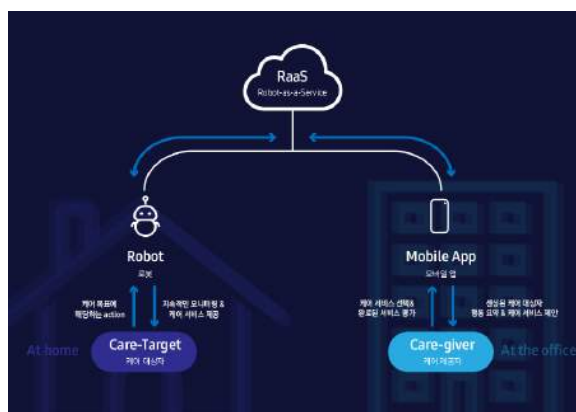 RaaS
Robot-as-a-Service
Robot
로봇
Mobile App
모바일 앱
케어 목표에
해당하는 action
지속적인 모니터링 &
케어 서비스 제공
케어 서비스 선택&
완료된 서비스 평가
센싱된 케어 대상자
행동 요약 & 케어 서비스 제안
At home
Care-Target
케어 대상자
Care-giver
케어 제공자
At the office